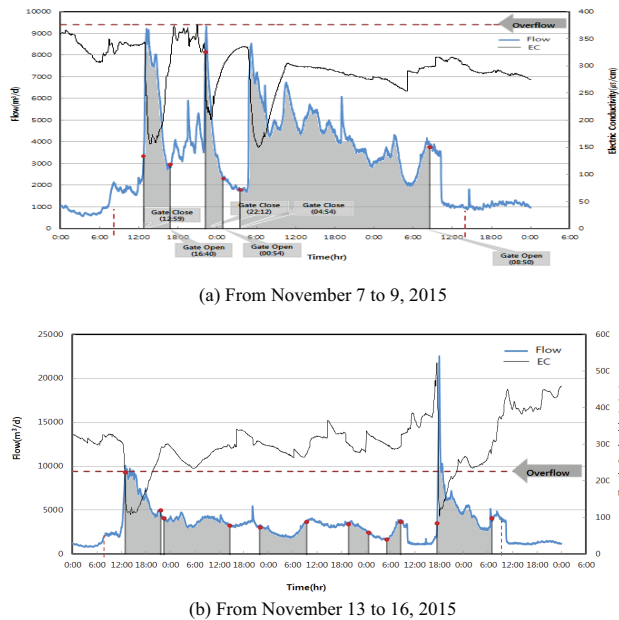 10000
9000
8000
7000
6000
5000
4000
3000
2000
1000
0
Flow(m³/d)
400
350
300
250
200
150
100
50
0
Electric Conductivity(μs/cm)
Overflow
Flow
EC
Gate Close
(12:59)
Gate Close
(22:12)
Gate Close
(04:54)
Gate Open
(16:40)
Gate Open
(00:54)
Gate Open
(08:50)
0:00 6:00 12:00 18:00 0:00 6:00 12:00 18:00 0:00 6:00 12:00 18:00 0:00 6:00
Time(hr)
(a) From November 7 to 9, 2015
25000
20000
15000
10000
5000
0
Flow(m³/d)
600
500
400
300
200
100
0
Flow
EC
Overflow
0:00 6:00 12:00 18:00 0:00 6:00 12:00 18:00 0:00 6:00 12:00 18:00 0:00 6:00 12:00 18:00 0:00 6:00
Time(hr)
(b) From November 13 to 16, 2015